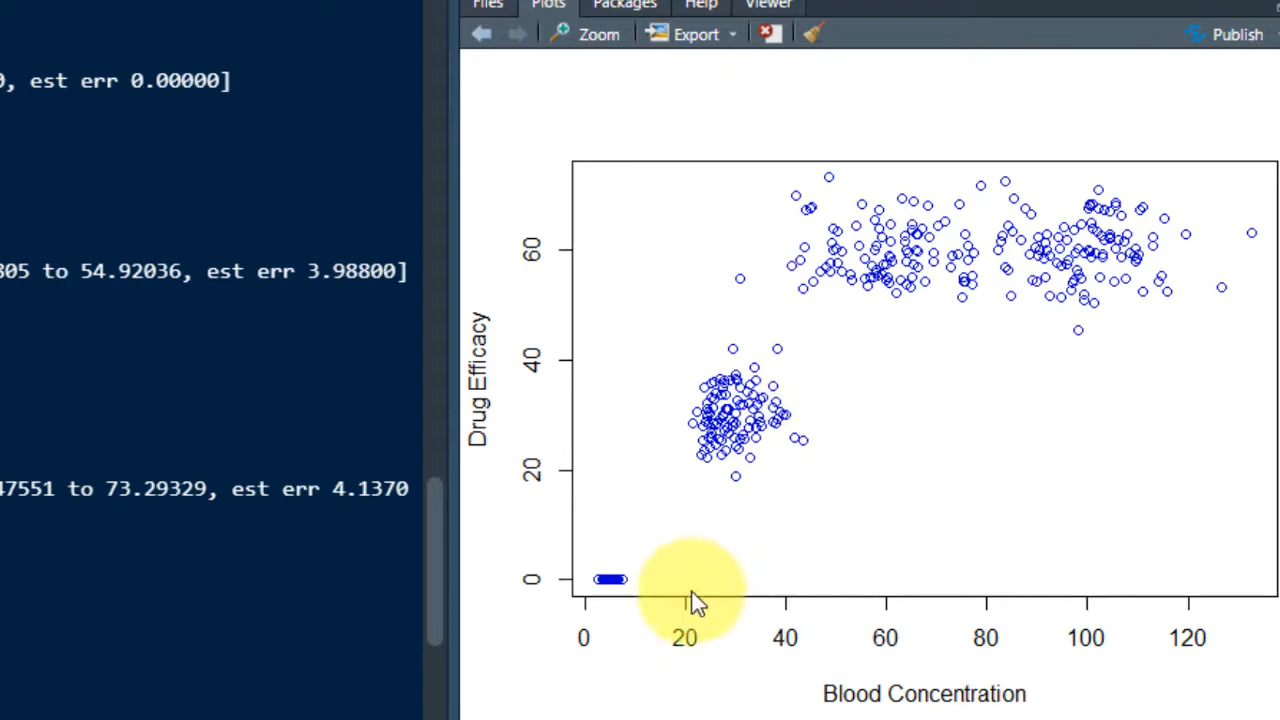 Files Plots Packages Help Viewer
Zoom Export Publish
0, est err 0.00000]
305 to 54.92036, est err 3.98800]
47551 to 73.29329, est err 4.1370
60
40
20
0
Drug Efficacy
0 20 40 60 80 100 120
Blood Concentration